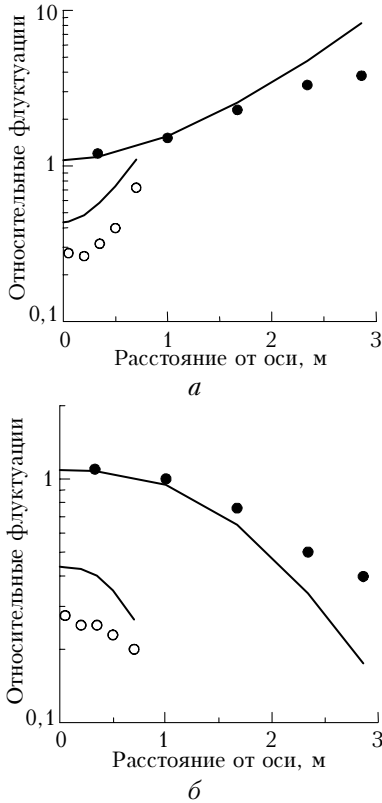 Относительные флуктуации
10
1
0,1
0
1
2
3
Расстояние от оси, м
а
Относительные флуктуации
1
0,1
0
1
2
3
Расстояние от оси, м
б